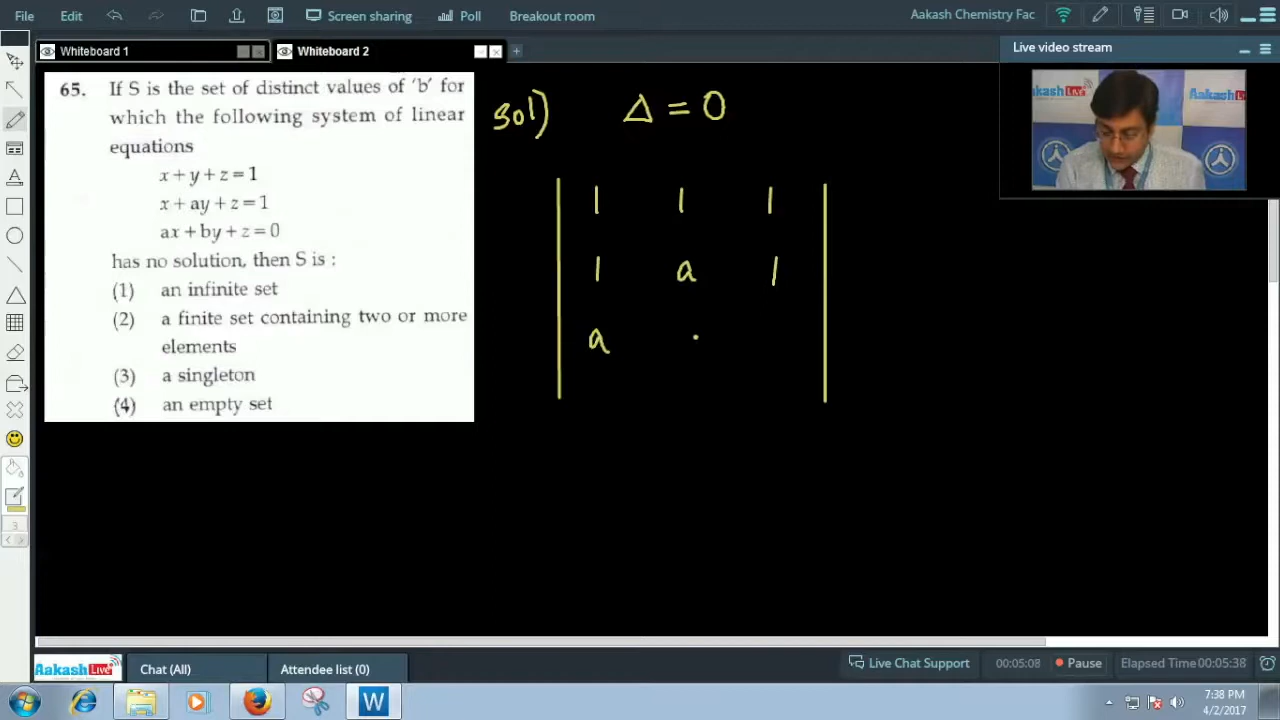 File Edit Screen sharing Poll Breakout room Aakash Chemistry Fac
Whiteboard 1 Whiteboard 2
Live video stream
65. If S is the set of distinct values of 'b' for
which the following system of linear
equations
x + y + z = 1
x + ay + z = 1
ax + by + z = 0
has no solution, then S is :
(1) an infinite set
(2) a finite set containing two or more
elements
(3) a singleton
(4) an empty set
sol) Δ = 0
1 1 1
1 a 1
a
AakashLive
AakashLive
3
AakashLive Chat (All) Attendee list (0) Live Chat Support 00:05:08 Pause Elapsed Time 00:05:38
7:38 PM
4/2/2017